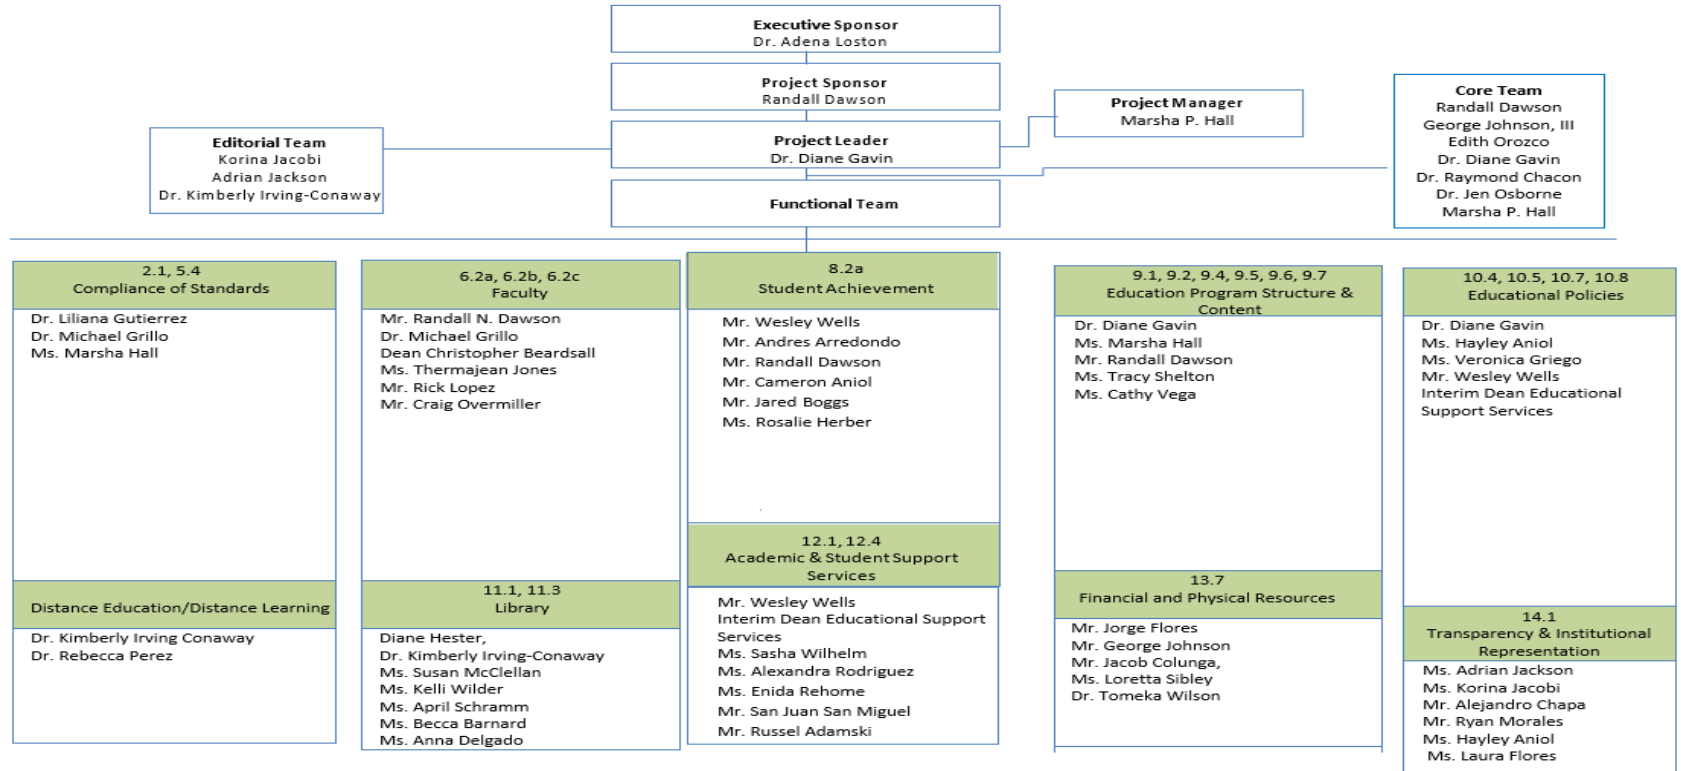 Executive Sponsor
Dr. Adena Loston
Project Sponsor
Randall Dawson
Project Manager
Marsha P. Hall
Core Team
Randall Dawson
George Johnson, III
Edith Orozco
Dr. Diane Gavin
Dr. Raymond Chacon
Dr. Jen Osborne
Marsha P. Hall
Editorial Team
Korina Jacobi
Adrian Jackson
Dr. Kimberly Irving-Conaway
Project Leader
Dr. Diane Gavin
Functional Team
2.1, 5.4
Compliance of Standards
Dr. Liliana Gutierrez
Dr. Michael Grillo
Ms. Marsha Hall
Distance Education/Distance Learning
Dr. Kimberly Irving Conaway
Dr. Rebecca Perez
6.2a, 6.2b, 6.2c
Faculty
Mr. Randall N. Dawson
Dr. Michael Grillo
Dean Christopher Beardsall
Ms. Thermajean Jones
Mr. Rick Lopez
Mr. Craig Overmiller
11.1, 11.3
Library
Diane Hester,
Dr. Kimberly Irving-Conaway
Ms. Susan McClellan
Ms. Kelli Wilder
Ms. April Schramm
Ms. Becca Barnard
Ms. Anna Delgado
8.2a
Student Achievement
Mr. Wesley Wells
Mr. Andres Arredondo
Mr. Randall Dawson
Mr. Cameron Aniol
Mr. Jared Boggs
Ms. Rosalie Herber
12.1, 12.4
Academic & Student Support
Services
Mr. Wesley Wells
Interim Dean Educational Support
Services
Ms. Sasha Wilhelm
Ms. Alexandra Rodriguez
Ms. Enida Rehome
Mr. San Juan San Miguel
Mr. Russel Adamski
9.1, 9.2, 9.4, 9.5, 9.6, 9.7
Education Program Structure &
Content
Dr. Diane Gavin
Ms. Marsha Hall
Mr. Randall Dawson
Ms. Tracy Shelton
Ms. Cathy Vega
13.7
Financial and Physical Resources
Mr. Jorge Flores
Mr. George Johnson
Mr. Jacob Colunga,
Ms. Loretta Sibley
Dr. Tomeka Wilson
10.4, 10.5, 10.7, 10.8
Educational Policies
Dr. Diane Gavin
Ms. Hayley Aniol
Ms. Veronica Griego
Mr. Wesley Wells
Interim Dean Educational
Support Services
14.1
Transparency & Institutional
Representation
Ms. Adrian Jackson
Ms. Korina Jacobi
Mr. Alejandro Chapa
Mr. Ryan Morales
Ms. Hayley Aniol
Ms. Laura Flores